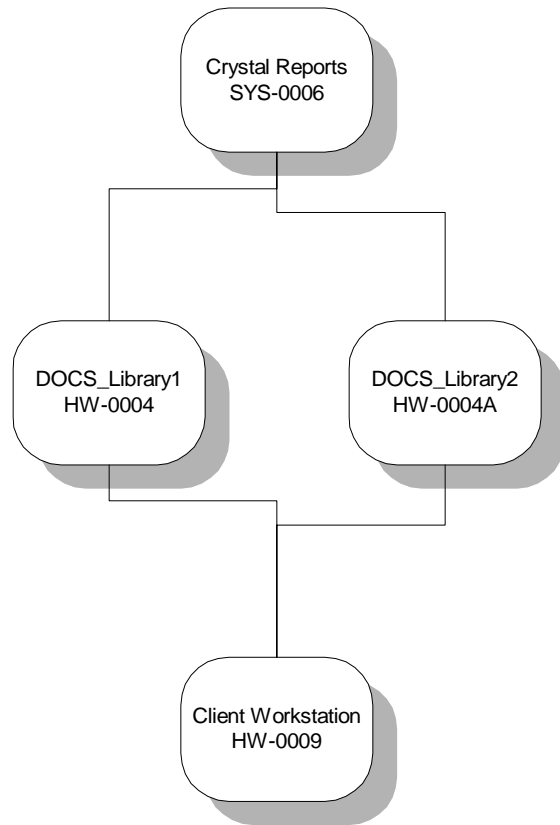 Crystal Reports
SYS-0006
DOCS_Library1
HW-0004
DOCS_Library2
HW-0004A
Client Workstation
HW-0009